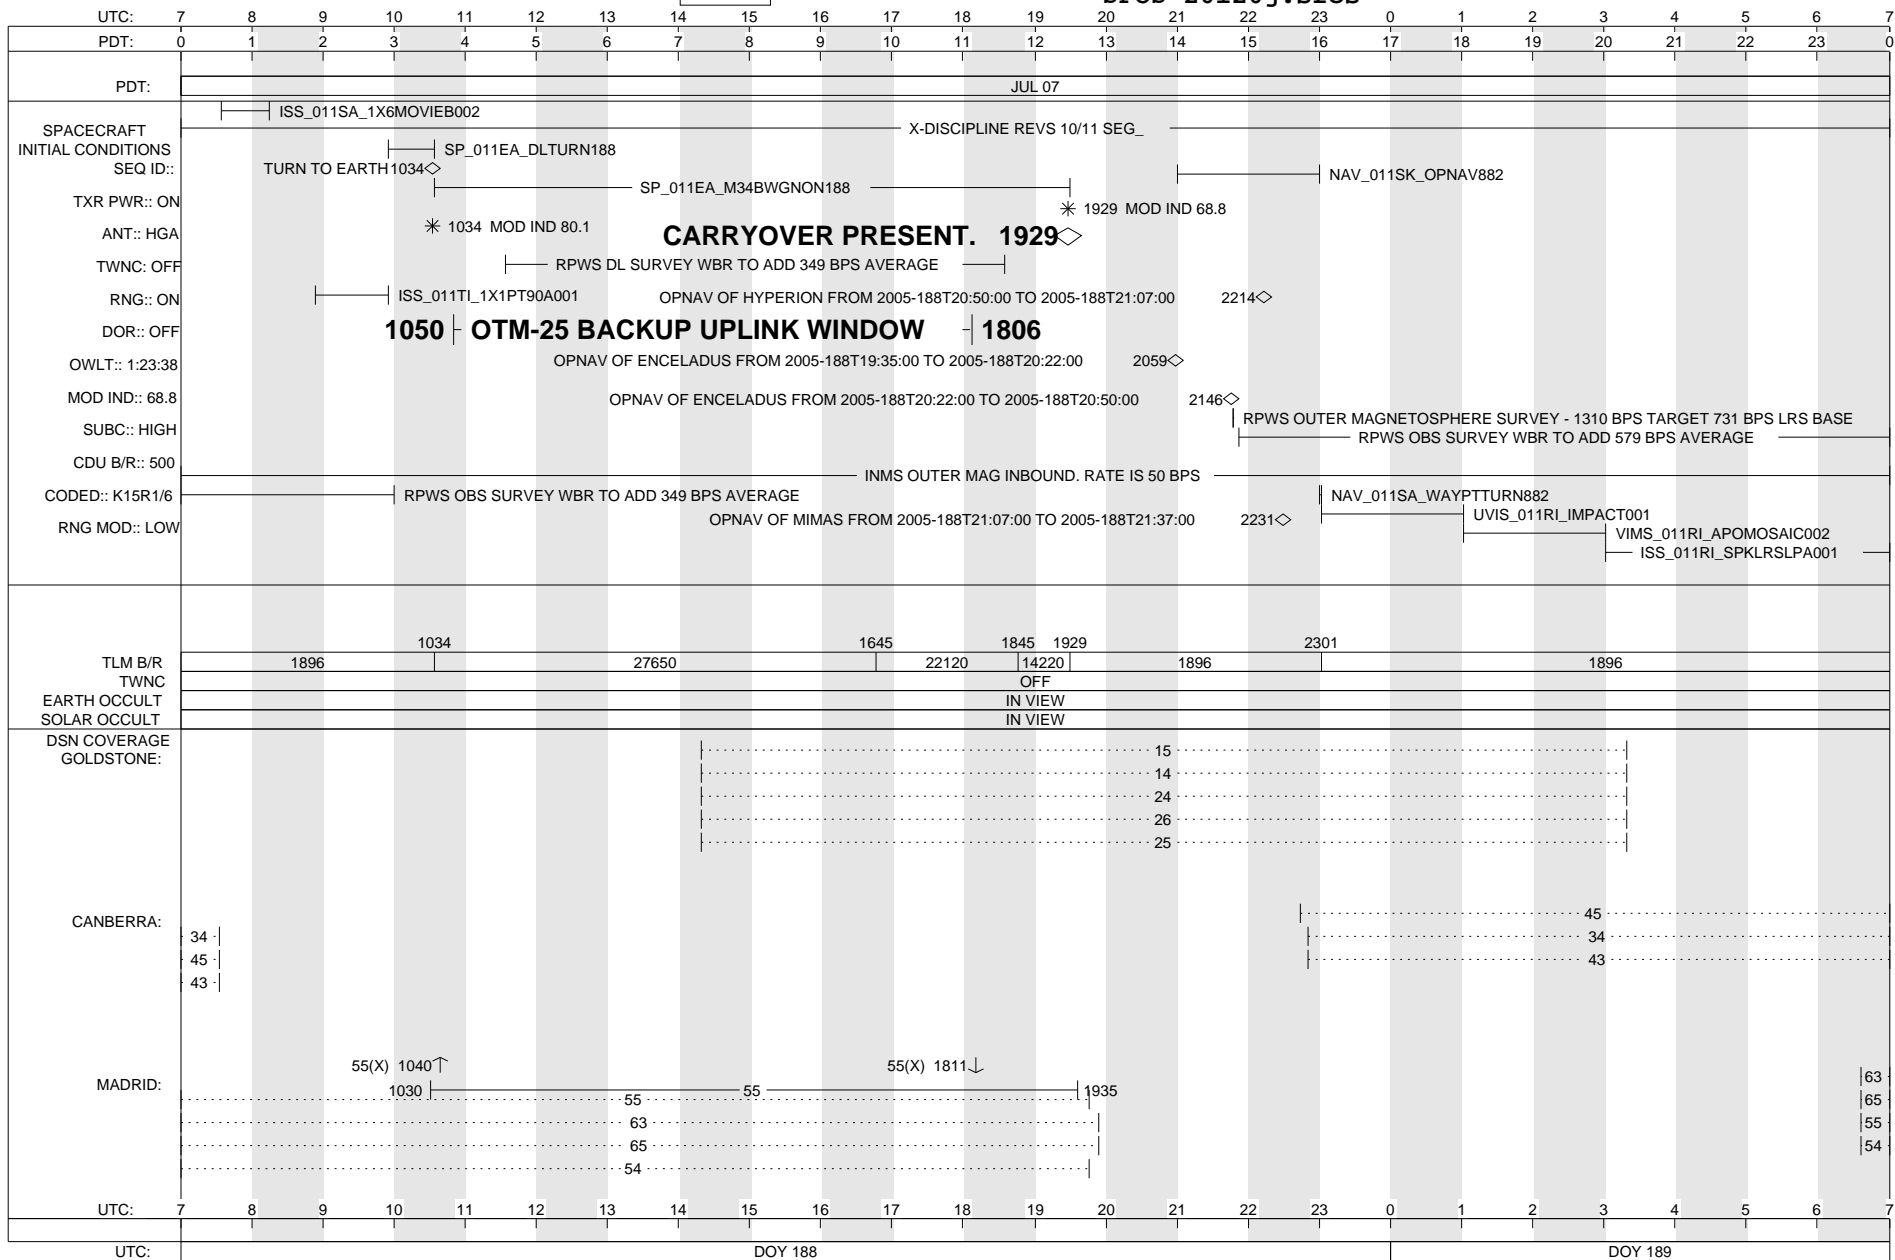 UTC: 7 8 9 10 11 12 13 14 15 16 17 18 19 20 21 22 23 0 1 2 3 4 5 6 7
PDT: 0 1 2 3 4 5 6 7 8 9 10 11 12 13 14 15 16 17 18 19 20 21 22 23 0
PDT: JUL 07
ISS_011SA_1X6MOVIEB002
SPACECRAFT
X-DISCIPLINE REVS 10/11 SEG_
INITIAL CONDITIONS
SP_011EA_DLTURN188
SEQ ID::
TURN TO EARTH 1034
NAV_011SK_OPNAV882
SP_011EA_M34BWGNON188
TXR PWR:: ON
1929 MOD IND 68.8
1034 MOD IND 80.1
ANT:: HGA
CARRYOVER PRESENT. 1929
TWNC: OFF
RPWS DL SURVEY WBR TO ADD 349 BPS AVERAGE
RNG:: ON
ISS_011TI_1X1PT90A001
OPNAV OF HYPERION FROM 2005-188T20:50:00 TO 2005-188T21:07:00 2214
DOR:: OFF
1050 OTM-25 BACKUP UPLINK WINDOW 1806
OWLT:: 1:23:38
OPNAV OF ENCELADUS FROM 2005-188T19:35:00 TO 2005-188T20:22:00 2059
MOD IND:: 68.8
OPNAV OF ENCELADUS FROM 2005-188T20:22:00 TO 2005-188T20:50:00 2146
RPWS OUTER MAGNETOSPHERE SURVEY - 1310 BPS TARGET 731 BPS LRS BASE
SUBC:: HIGH
RPWS OBS SURVEY WBR TO ADD 579 BPS AVERAGE
CDU B/R:: 500
INMS OUTER MAG INBOUND. RATE IS 50 BPS
CODED:: K15R1/6
RPWS OBS SURVEY WBR TO ADD 349 BPS AVERAGE
NAV_011SA_WAYPTTURN882
RNG MOD:: LOW
OPNAV OF MIMAS FROM 2005-188T21:07:00 TO 2005-188T21:37:00 2231
UVIS_011RI_IMPACT001
VIMS_011RI_APOMOSAIC002
ISS_011RI_SPKLRSLPA001
1034 1645 1845 1929 2301
TLM B/R 1896 27650 22120 14220 1896 1896
TWNC OFF
EARTH OCCULT IN VIEW
SOLAR OCCULT IN VIEW
DSN COVERAGE
GOLDSTONE:
15
14
24
26
25
CANBERRA:
45
34 34
45 43
43
55(X) 1040 55(X) 1811
MADRID:
63
1030 55 1935
55 65
63 55
65 54
54
UTC: 7 8 9 10 11 12 13 14 15 16 17 18 19 20 21 22 23 0 1 2 3 4 5 6 7
UTC: DOY 188 DOY 189